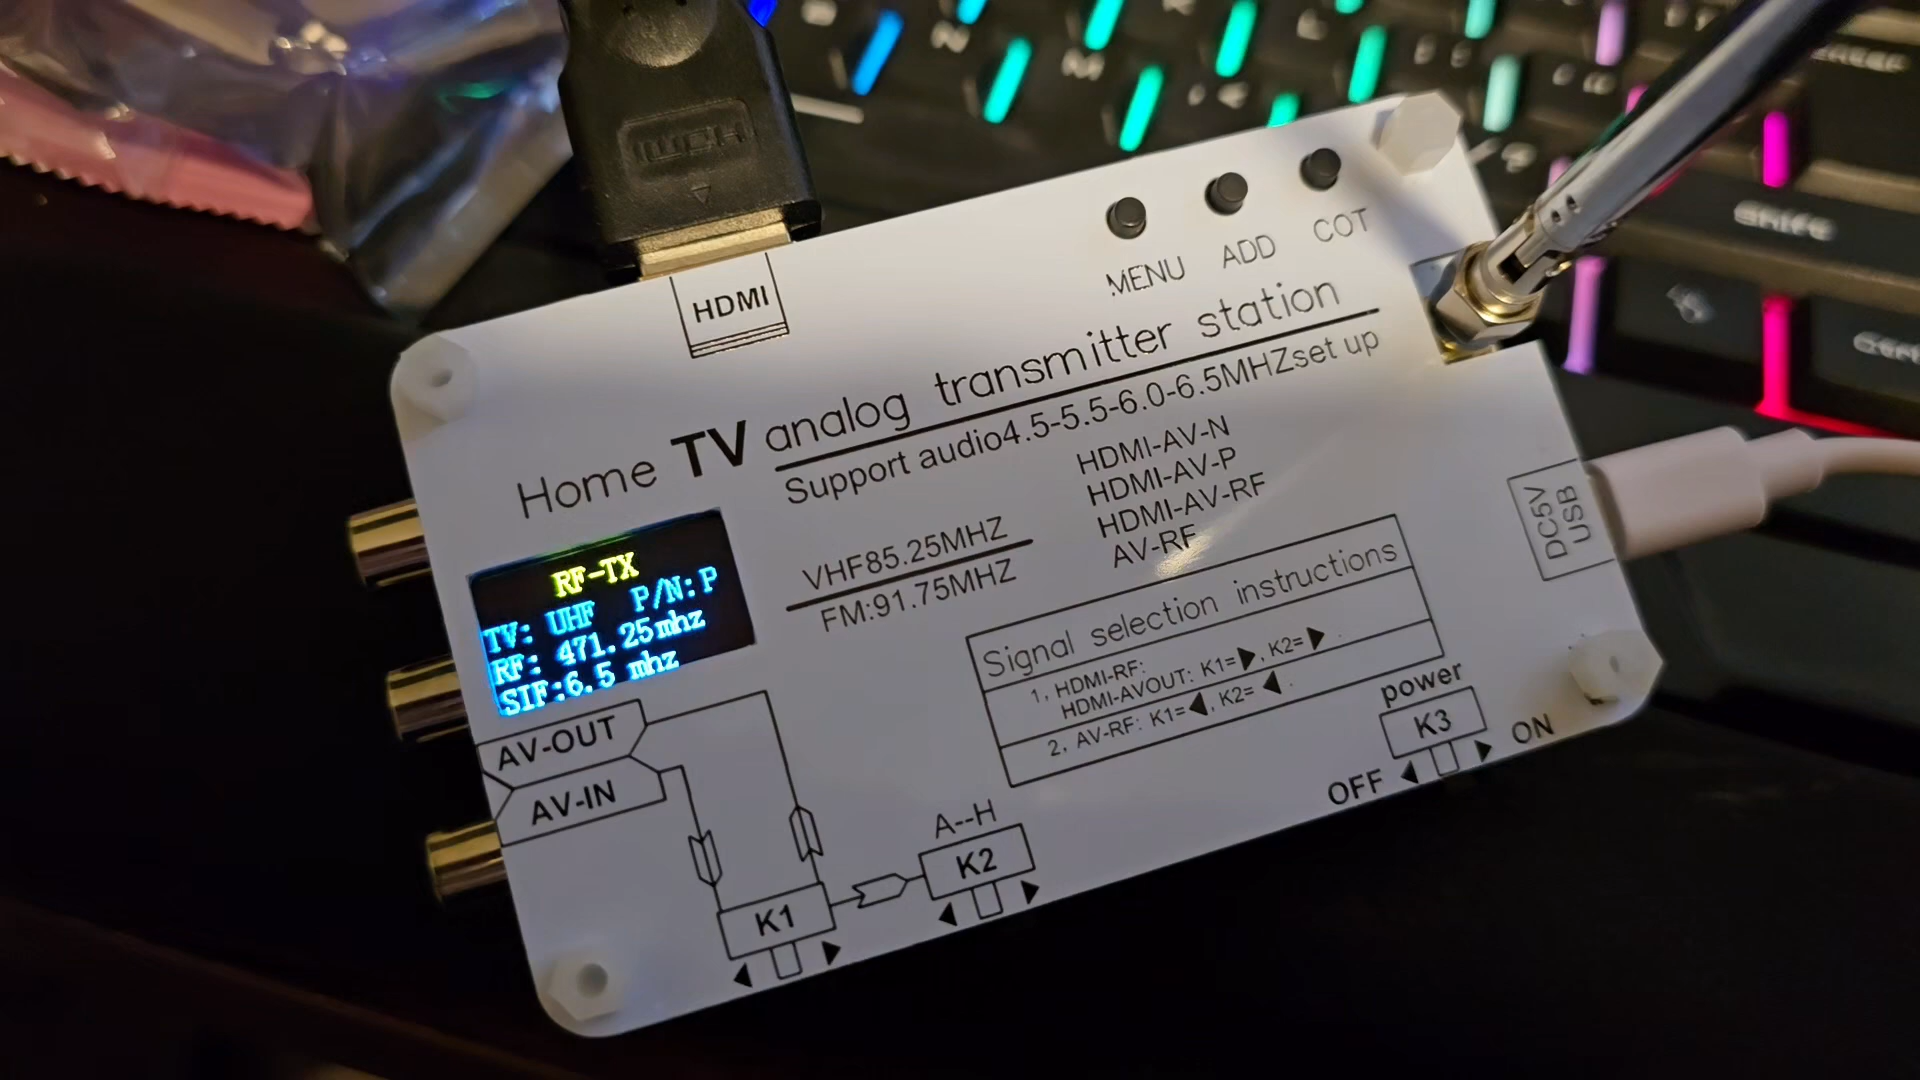 HDMI
HDMI
MENU ADD COT
Home TV analog transmitter station
Support audio4.5-5.5-6.0-6.5MHZset up
HDMI-AV-N
HDMI-AV-P
HDMI-AV-RF
AV-RF
VHF85.25MHZ
FM:91.75MHZ
RF-TX
TV: UHF P/N:P
RF: 471.25mhz
SIF:6.5 mhz
AV-OUT
AV-IN
Signal selection instructions
1, HDMI-RF:
HDMI-AVOUT: K1=▶, K2=▶ .
2, AV-RF: K1=◀, K2= ◀ .
DC5V
USB
power
K3
OFF ◀ ▶ ON
A--H
K2
◀ ▶
K1
◀ ▶
N
M
Shift